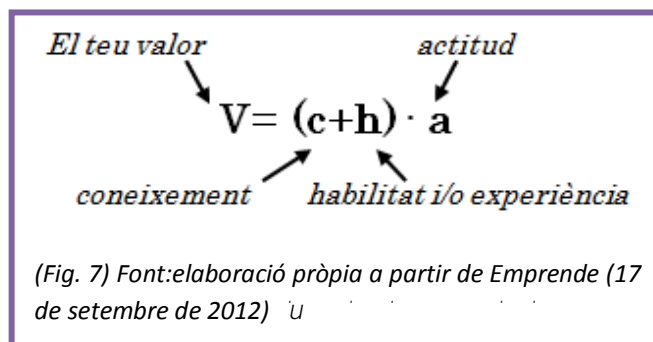 El teu valor actitud
V= (c+h) · a
coneixement habilitat i/o experiència
(Fig. 7) Font:elaboració pròpia a partir de Emprende (17
de setembre de 2012)